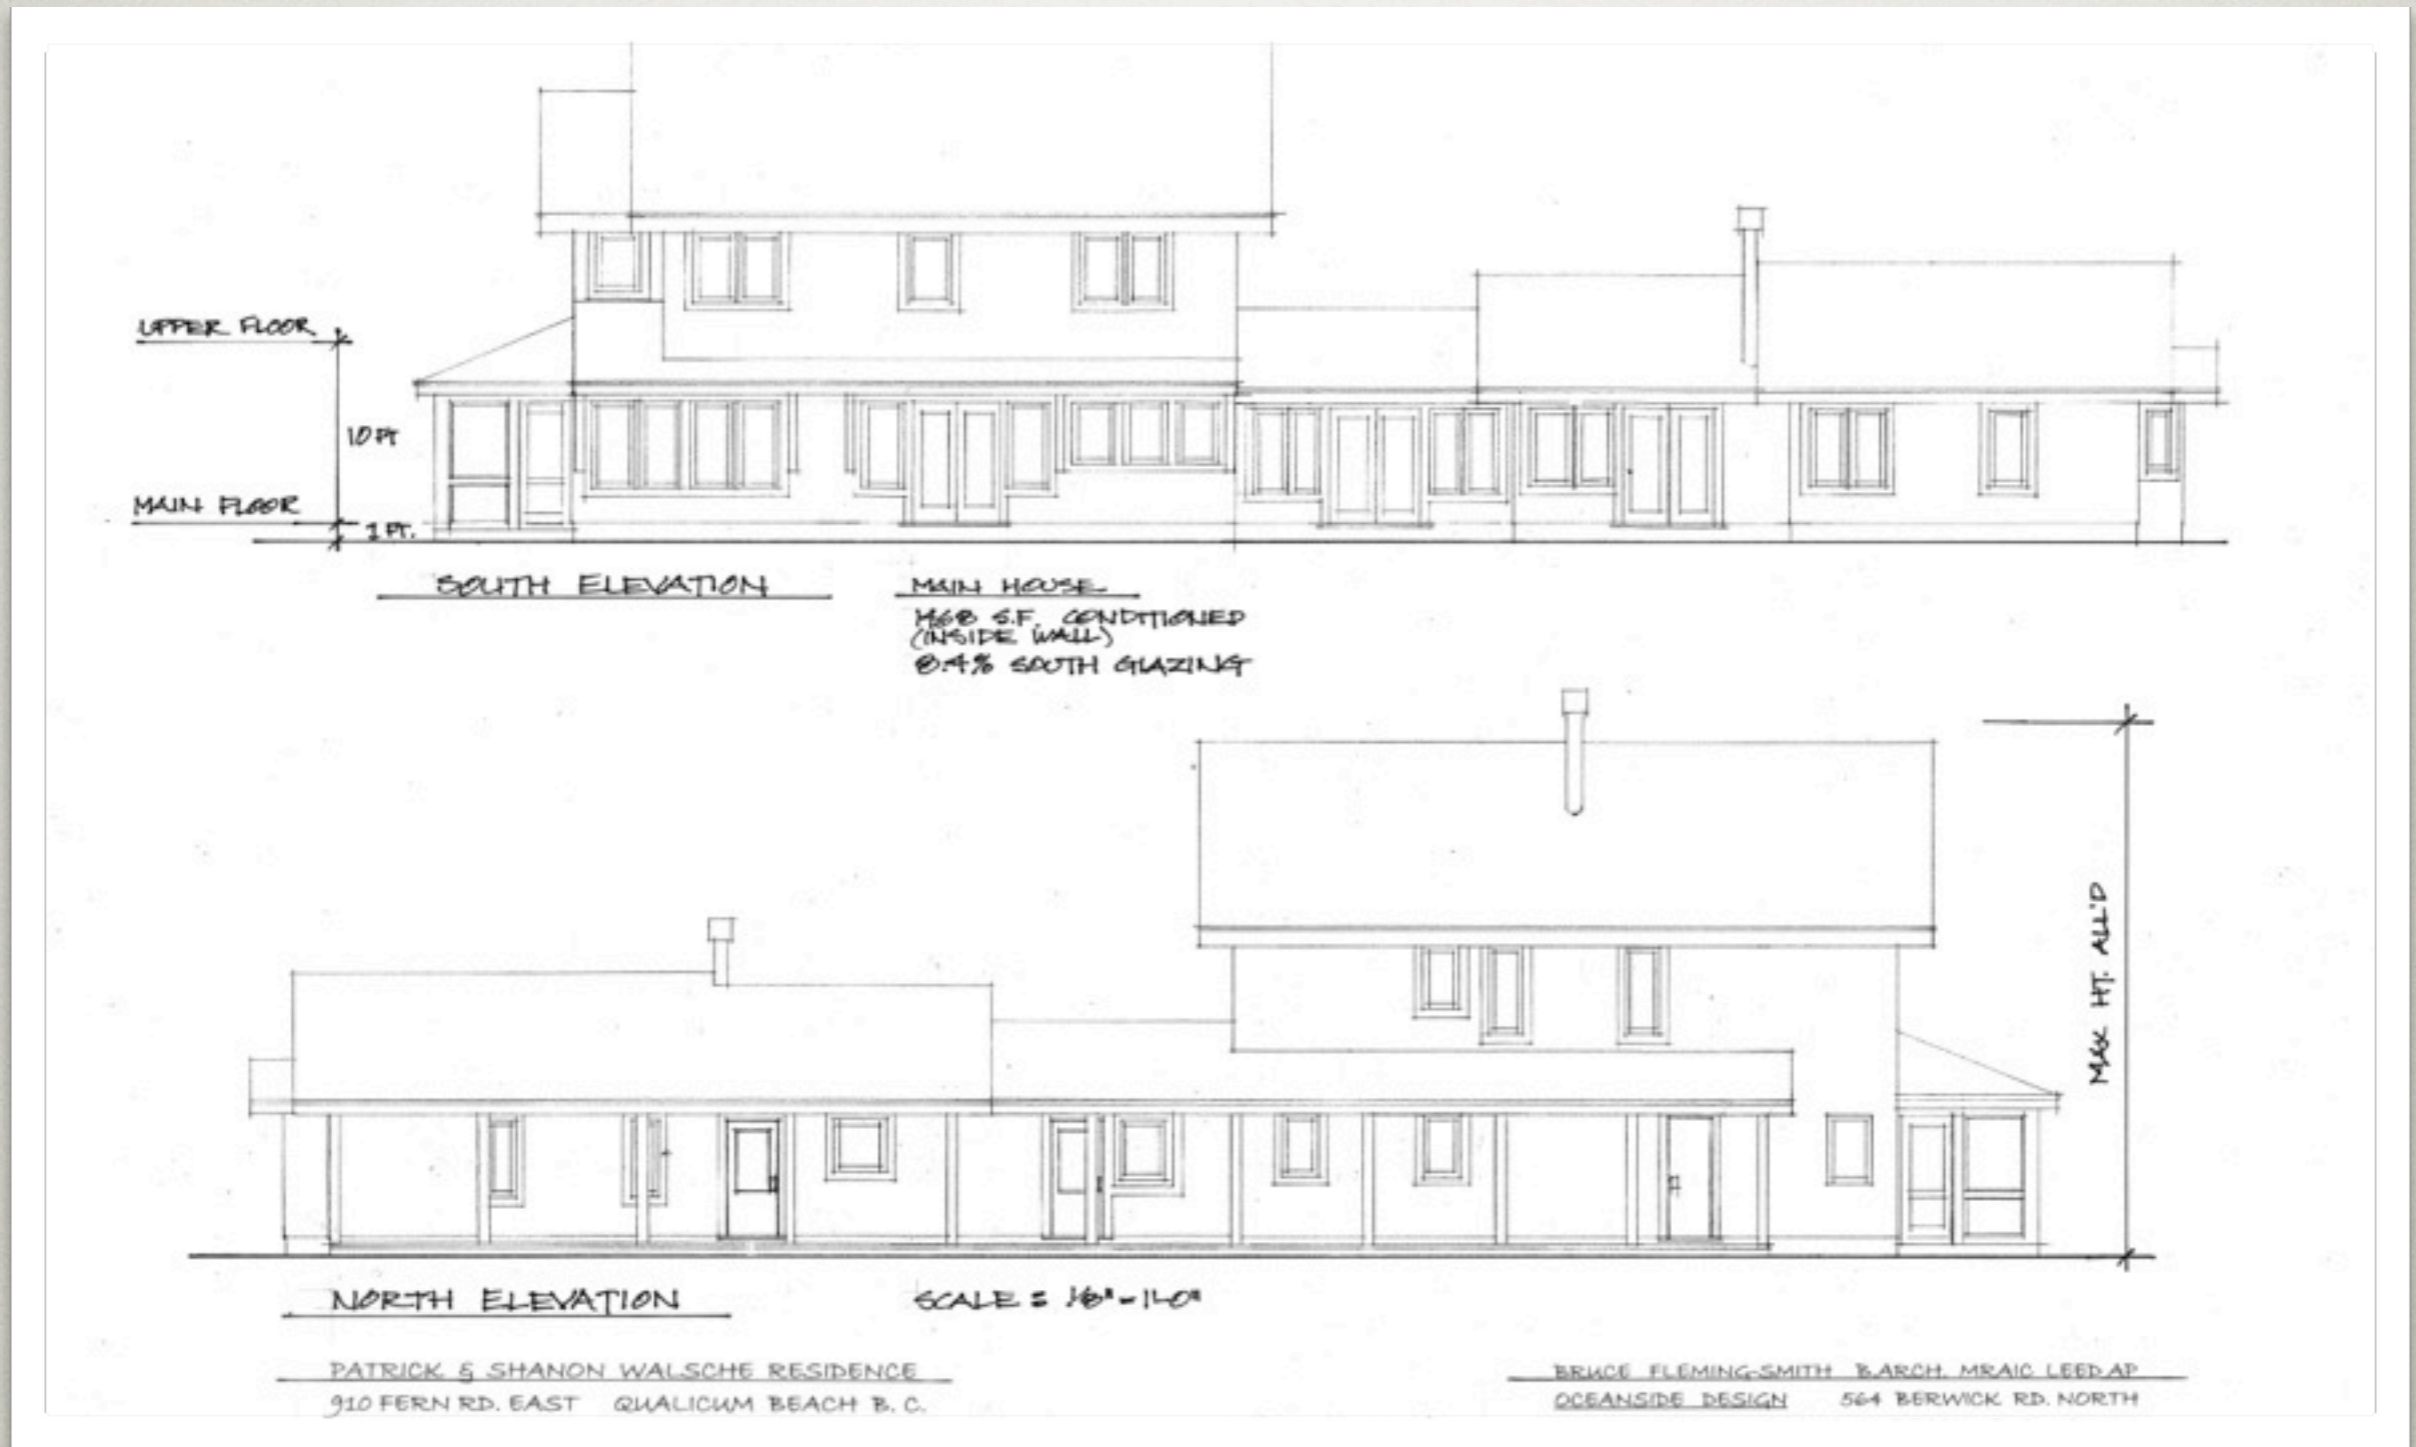 UPPER FLOOR
10 FT
MAIN FLOOR
1 FT.
SOUTH ELEVATION
MAIN HOUSE
1468 S.F. CONDITIONED
(INSIDE WALL)
8.4% SOUTH GLAZING
MAX HT. ALL'D
NORTH ELEVATION
SCALE = 1/8" = 1'-0"
PATRICK & SHANON WALSCHE RESIDENCE
910 FERN RD. EAST QUALICUM BEACH B. C.
BRUCE FLEMING-SMITH B.ARCH. MRAIC LEED AP
OCEANSIDE DESIGN 564 BERWICK RD. NORTH